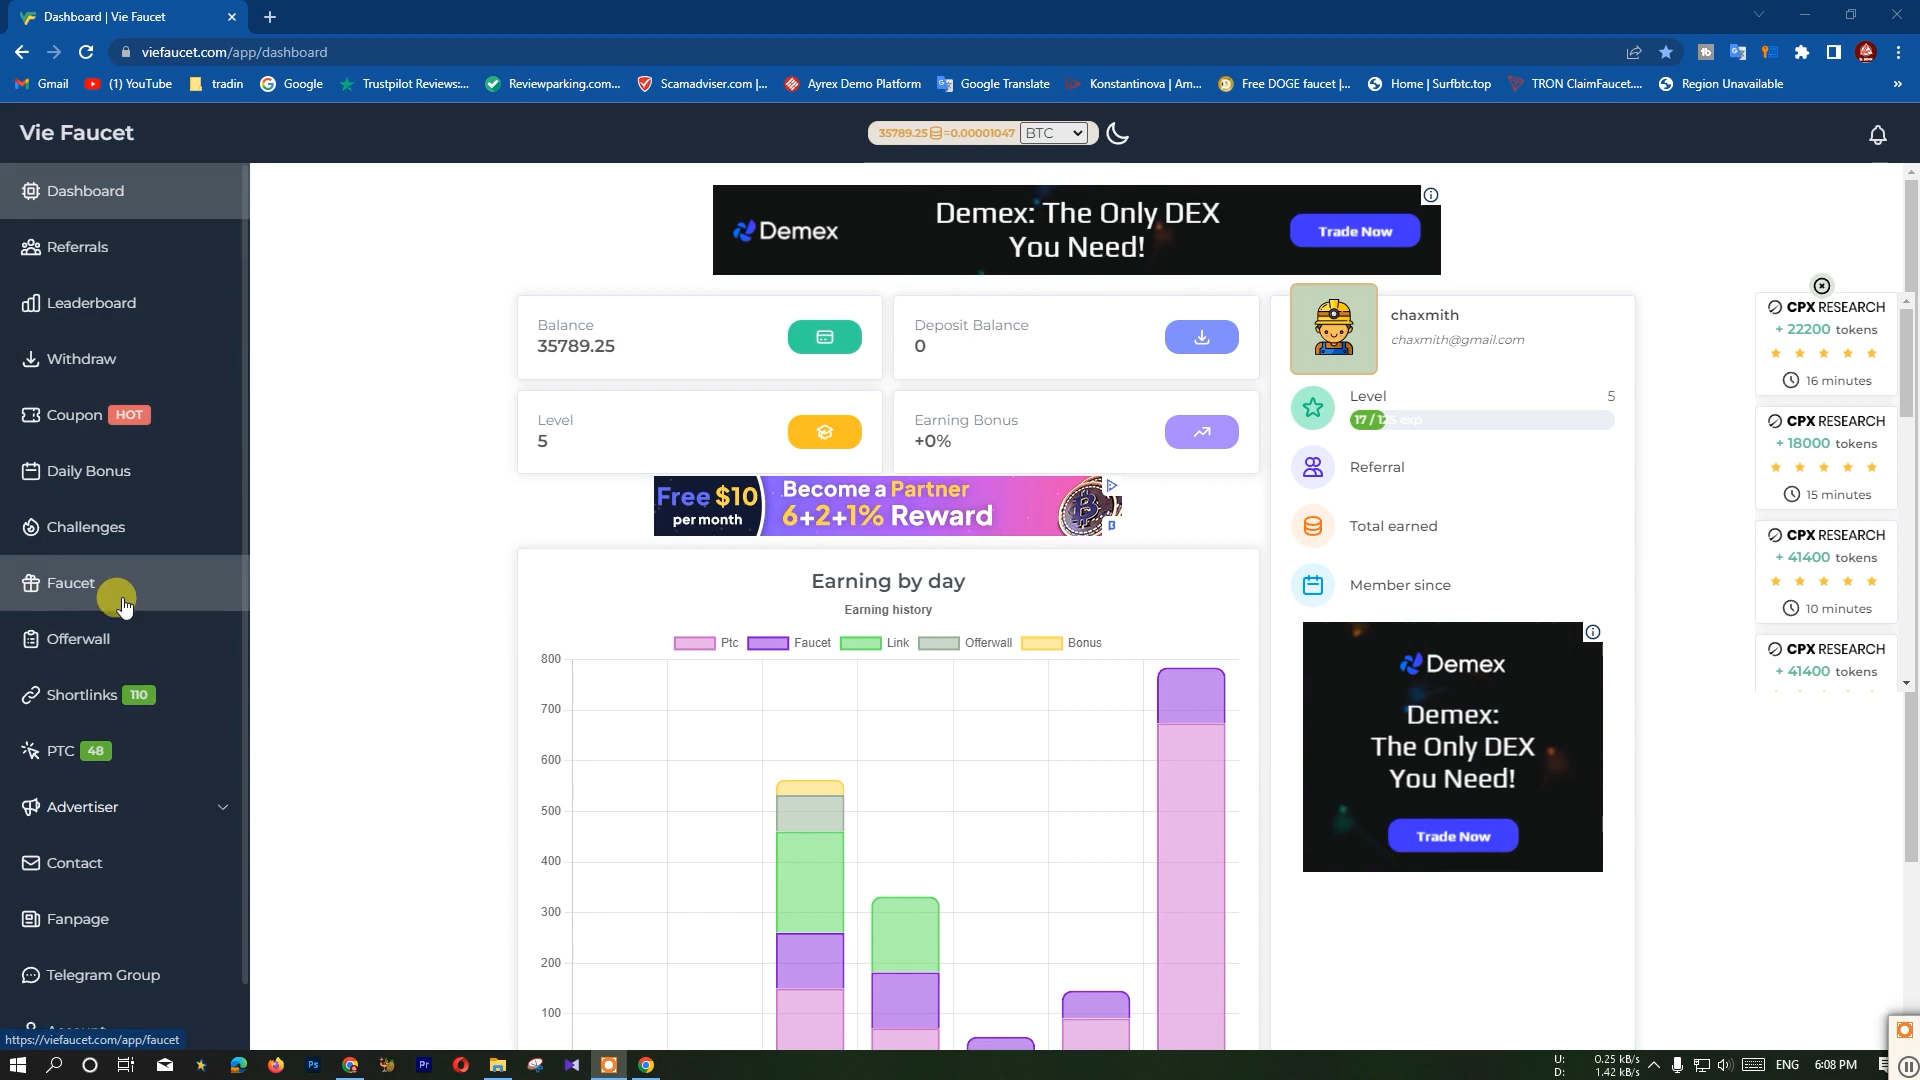 Dashboard | Vie Faucet
viefaucet.com/app/dashboard
Gmail
(1) YouTube
tradin
Google
Trustpilot Reviews:...
Reviewparking.com...
Scamadviser.com |...
Ayrex Demo Platform
Google Translate
Konstantinova | Am...
Free DOGE faucet |...
Home | Surfbtc.top
TRON ClaimFaucet....
Region Unavailable
»
Vie Faucet
35789.25 =0.00001047 BTC
Dashboard
Referrals
Leaderboard
Withdraw
Coupon HOT
Daily Bonus
Challenges
Faucet
Offerwall
Shortlinks 110
PTC 48
Advertiser
Contact
Fanpage
Telegram Group
https://viefaucet.com/app/faucet
Demex
Demex: The Only DEX
You Need!
Trade Now
Balance
35789.25
Deposit Balance
0
Level
5
Earning Bonus
+0%
Free $10
per month
Become a Partner
6+2+1% Reward
Earning by day
Earning history
Ptc Faucet Link Offerwall Bonus
800
700
600
500
400
300
200
100
chaxmith
chaxmith@gmail.com
Level 5
17 / 125 exp
Referral
Total earned
Member since
Demex
Demex:
The Only DEX
You Need!
Trade Now
CPX RESEARCH
+ 22200 tokens
16 minutes
CPX RESEARCH
+ 18000 tokens
15 minutes
CPX RESEARCH
+ 41400 tokens
10 minutes
CPX RESEARCH
+ 41400 tokens
U: 0.25 kB/s
D: 1.42 kB/s
ENG
6:08 PM